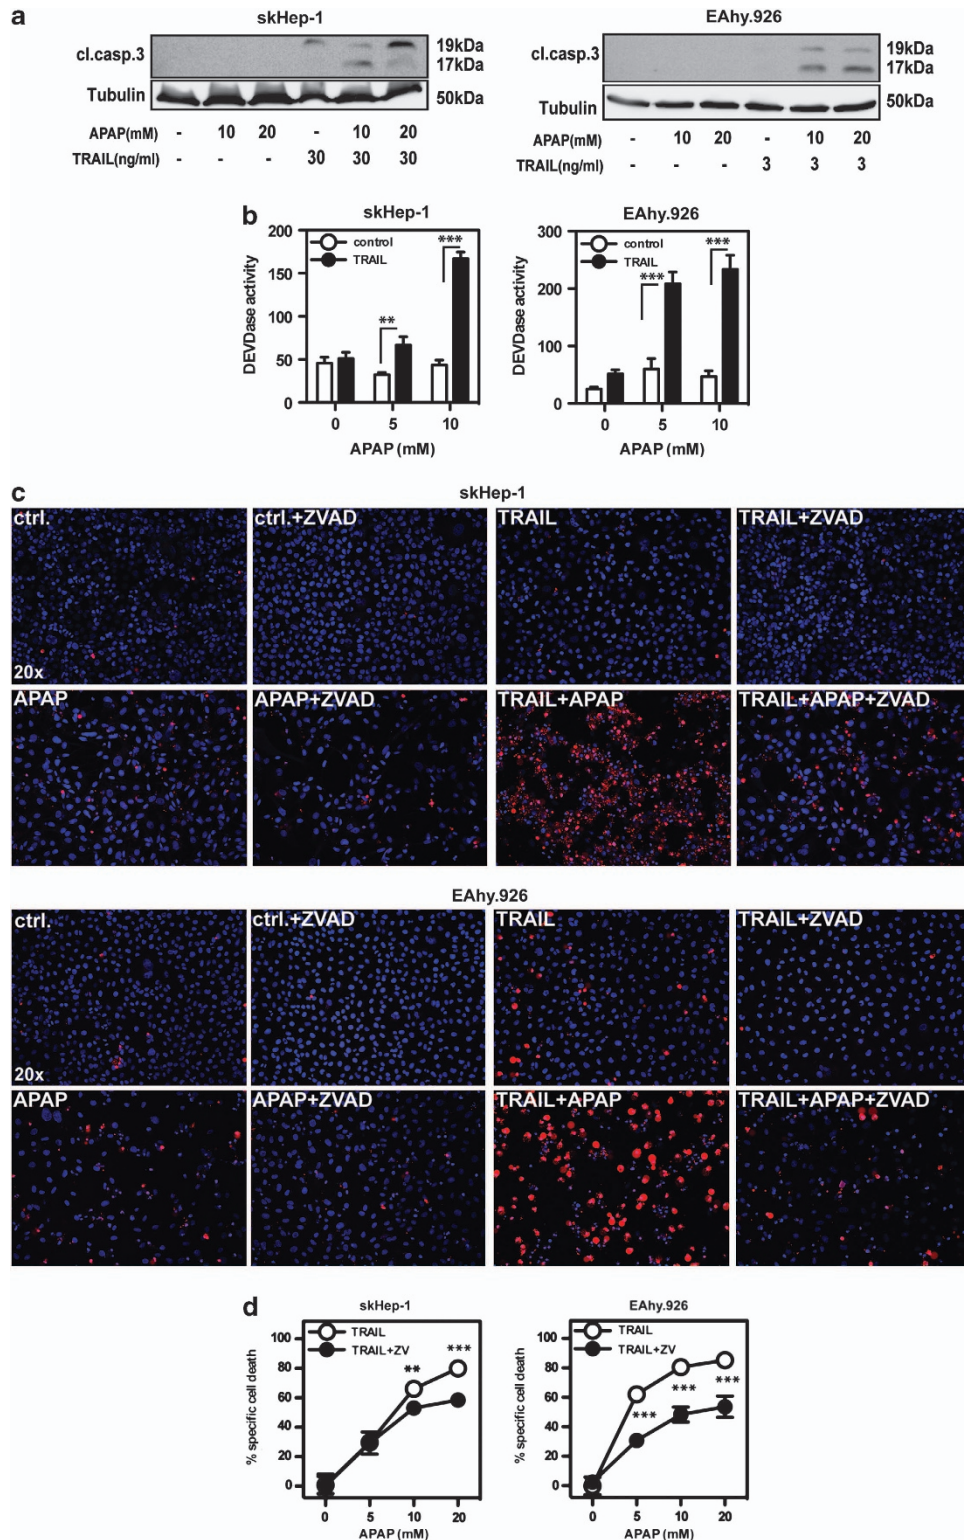 a
skHep-1
EAhy.926
cl.casp.3
19kDa
17kDa
Tubulin
50kDa
APAP(mM) - 10 20 - 10 20
TRAIL(ng/ml) - - - 30 30 30
cl.casp.3
19kDa
17kDa
Tubulin
50kDa
APAP(mM) - 10 20 - 10 20
TRAIL(ng/ml) - - - 3 3 3
b
skHep-1
DEVDase activity
200
150
100
50
0
control
TRAIL
**
***
0 5 10
APAP (mM)
EAhy.926
DEVDase activity
300
200
100
0
control
TRAIL
***
***
0 5 10
APAP (mM)
c
skHep-1
ctrl.
ctrl.+ZVAD
TRAIL
TRAIL+ZVAD
20x
APAP
APAP+ZVAD
TRAIL+APAP
TRAIL+APAP+ZVAD
EAhy.926
ctrl.
ctrl.+ZVAD
TRAIL
TRAIL+ZVAD
20x
APAP
APAP+ZVAD
TRAIL+APAP
TRAIL+APAP+ZVAD
d
skHep-1
% specific cell death
100
80
60
40
20
0
TRAIL
TRAIL+ZV
**
***
0 5 10 20
APAP (mM)
EAhy.926
% specific cell death
100
80
60
40
20
0
TRAIL
TRAIL+ZV
***
***
***
0 5 10 20
APAP (mM)